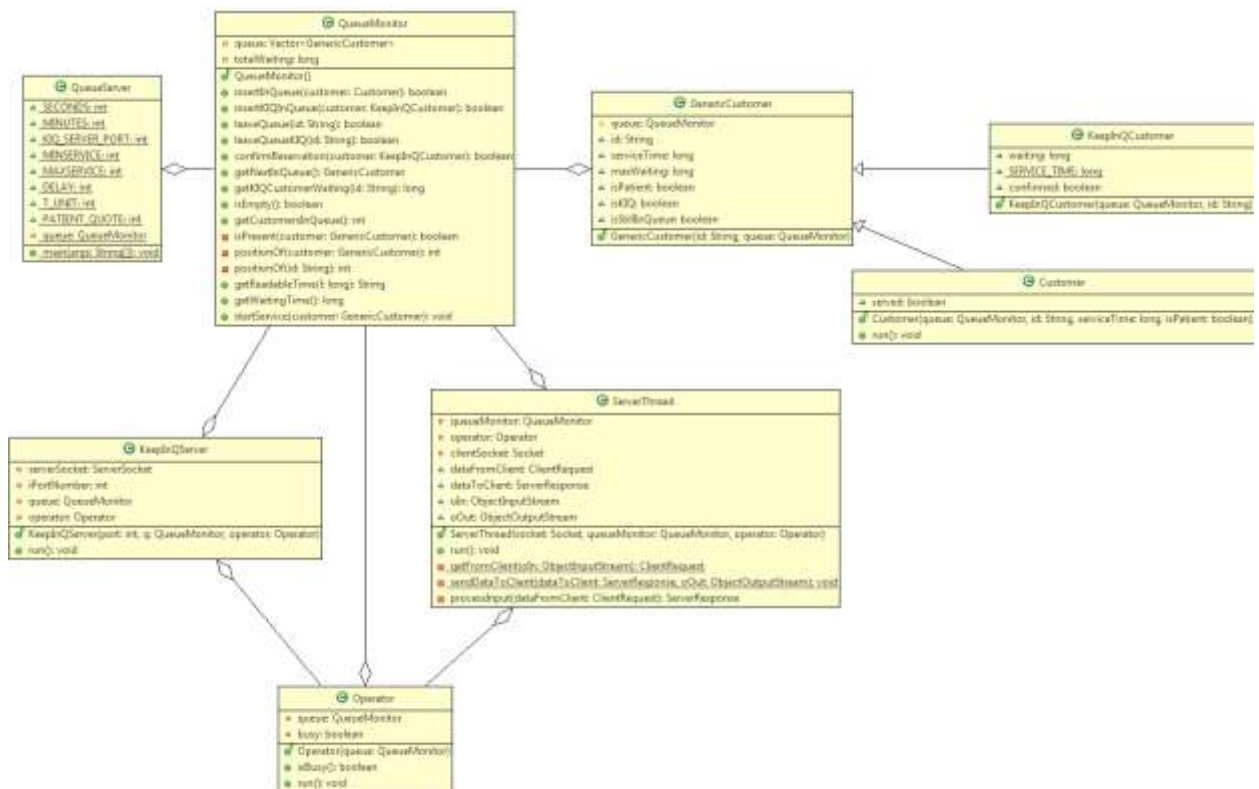 QueueMonitor
queue: Vector<GenericCustomer>
totalWaiting: long
QueueMonitor()
insertInQueue(customer: Customer): boolean
insertKIQInQueue(customer: KeepInQCustomer): boolean
leaveQueue(id: String): boolean
leaveQueueKIQ(id: String): boolean
confirmReservation(customer: KeepInQCustomer): boolean
getNextInQueue(): GenericCustomer
getKIQCustomerWaiting(id: String): long
isEmpty(): boolean
getCustomersInQueue(): int
isPresent(customer: GenericCustomer): boolean
positionOf(customer: GenericCustomer): int
positionOf(id: String): int
getReadableTime(l: long): String
getWaitingTime(): long
startService(customer: GenericCustomer): void
QueueServer
SECONDS: int
MINUTES: int
KIQ_SERVER_PORT: int
MINSERVICE: int
MAXSERVICE: int
DELAY: int
T_UNIT: int
PATIENT_QUOTE: int
queue: QueueMonitor
main(args: String[]): void
GenericCustomer
queue: QueueMonitor
id: String
serviceTime: long
maxWaiting: long
isPatient: boolean
isKIQ: boolean
isStillInQueue: boolean
GenericCustomer(id: String, queue: QueueMonitor)
KeepInQCustomer
waiting: long
SERVICE_TIME: long
confirmed: boolean
KeepInQCustomer(queue: QueueMonitor, id: String)
Customer
served: boolean
Customer(queue: QueueMonitor, id: String, serviceTime: long, isPatient: boolean)
run(): void
KeepInQServer
serverSocket: ServerSocket
iPortNumber: int
queue: QueueMonitor
operator: Operator
KeepInQServer(port: int, q: QueueMonitor, operator: Operator)
run(): void
ServerThread
queueMonitor: QueueMonitor
operator: Operator
clientSocket: Socket
dataFromClient: ClientRequest
dataToClient: ServerResponse
oIn: ObjectInputStream
oOut: ObjectOutputStream
ServerThread(socket: Socket, queueMonitor: QueueMonitor, operator: Operator)
run(): void
getFromClient(oIn: ObjectInputStream): ClientRequest
sendDataToClient(dataToClient: ServerResponse, oOut: ObjectOutputStream): void
processInput(dataFromClient: ClientRequest): ServerResponse
Operator
queue: QueueMonitor
busy: boolean
Operator(queue: QueueMonitor)
isBusy(): boolean
run(): void